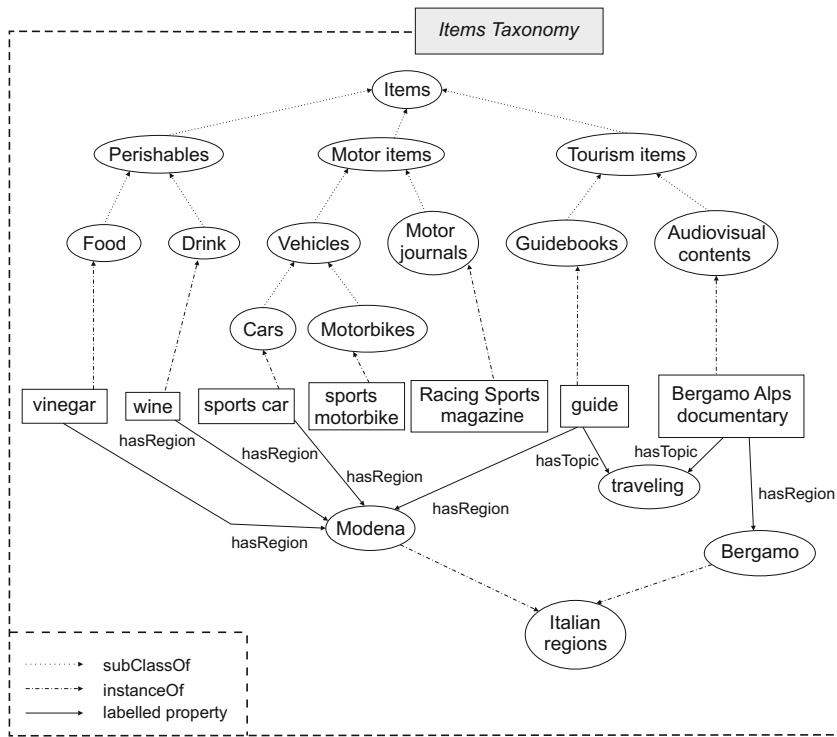 Items Taxonomy
Items
Perishables
Motor items
Tourism items
Food
Drink
Vehicles
Motor
journals
Guidebooks
Audiovisual
contents
Cars
Motorbikes
vinegar
wine
sports car
sports
motorbike
Racing Sports
magazine
guide
Bergamo Alps
documentary
hasRegion
hasRegion
hasRegion
hasRegion
hasTopic
hasTopic
hasRegion
traveling
Modena
Bergamo
Italian
regions
subClassOf
instanceOf
labelled property